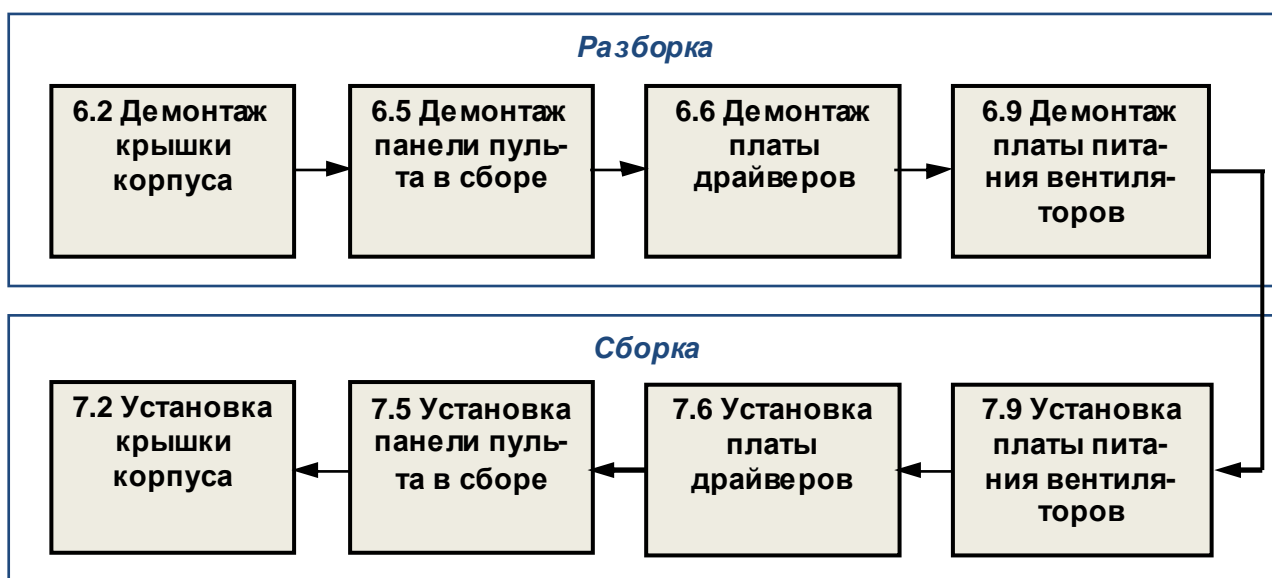 Разборка
6.2 Демонтаж
крышки
корпуса
6.5 Демонтаж
панели пуль-
та в сборе
6.6 Демонтаж
платы
драйверов
6.9 Демонтаж
платы пита-
ния вентиля-
торов
Сборка
7.2 Установка
крышки
корпуса
7.5 Установка
панели пуль-
та в сборе
7.6 Установка
платы
драйверов
7.9 Установка
платы пита-
ния вентиля-
торов